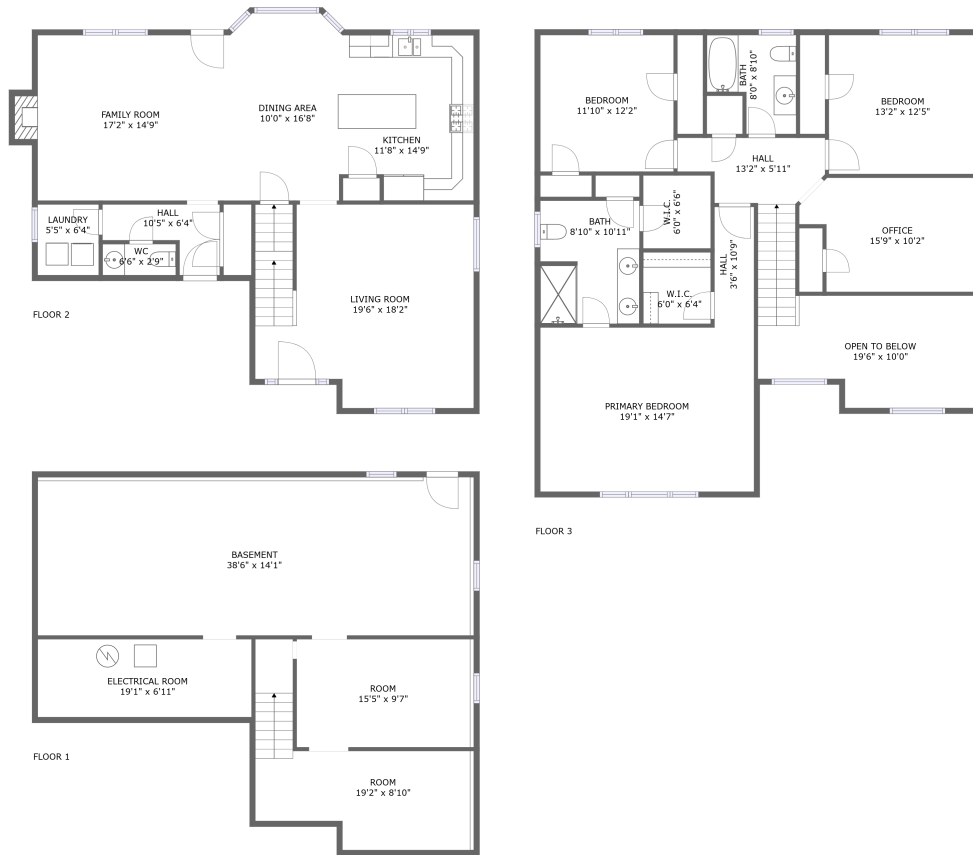 FAMILY ROOM
17'2" x 14'9"
DINING AREA
10'0" x 16'8"
KITCHEN
11'8" x 14'9"
LAUNDRY
5'5" x 6'4"
HALL
10'5" x 6'4"
WC
6'6" x 2'9"
LIVING ROOM
19'6" x 18'2"
FLOOR 2
BEDROOM
11'10" x 12'2"
BATH
8'0" x 8'10"
BEDROOM
13'2" x 12'5"
HALL
13'2" x 5'11"
W.I.C.
6'0" x 6'6"
BATH
8'10" x 10'11"
HALL
3'6" x 10'9"
OFFICE
15'9" x 10'2"
W.I.C.
6'0" x 6'4"
OPEN TO BELOW
19'6" x 10'0"
PRIMARY BEDROOM
19'1" x 14'7"
FLOOR 3
BASEMENT
38'6" x 14'1"
ELECTRICAL ROOM
19'1" x 6'11"
ROOM
15'5" x 9'7"
ROOM
19'2" x 8'10"
FLOOR 1